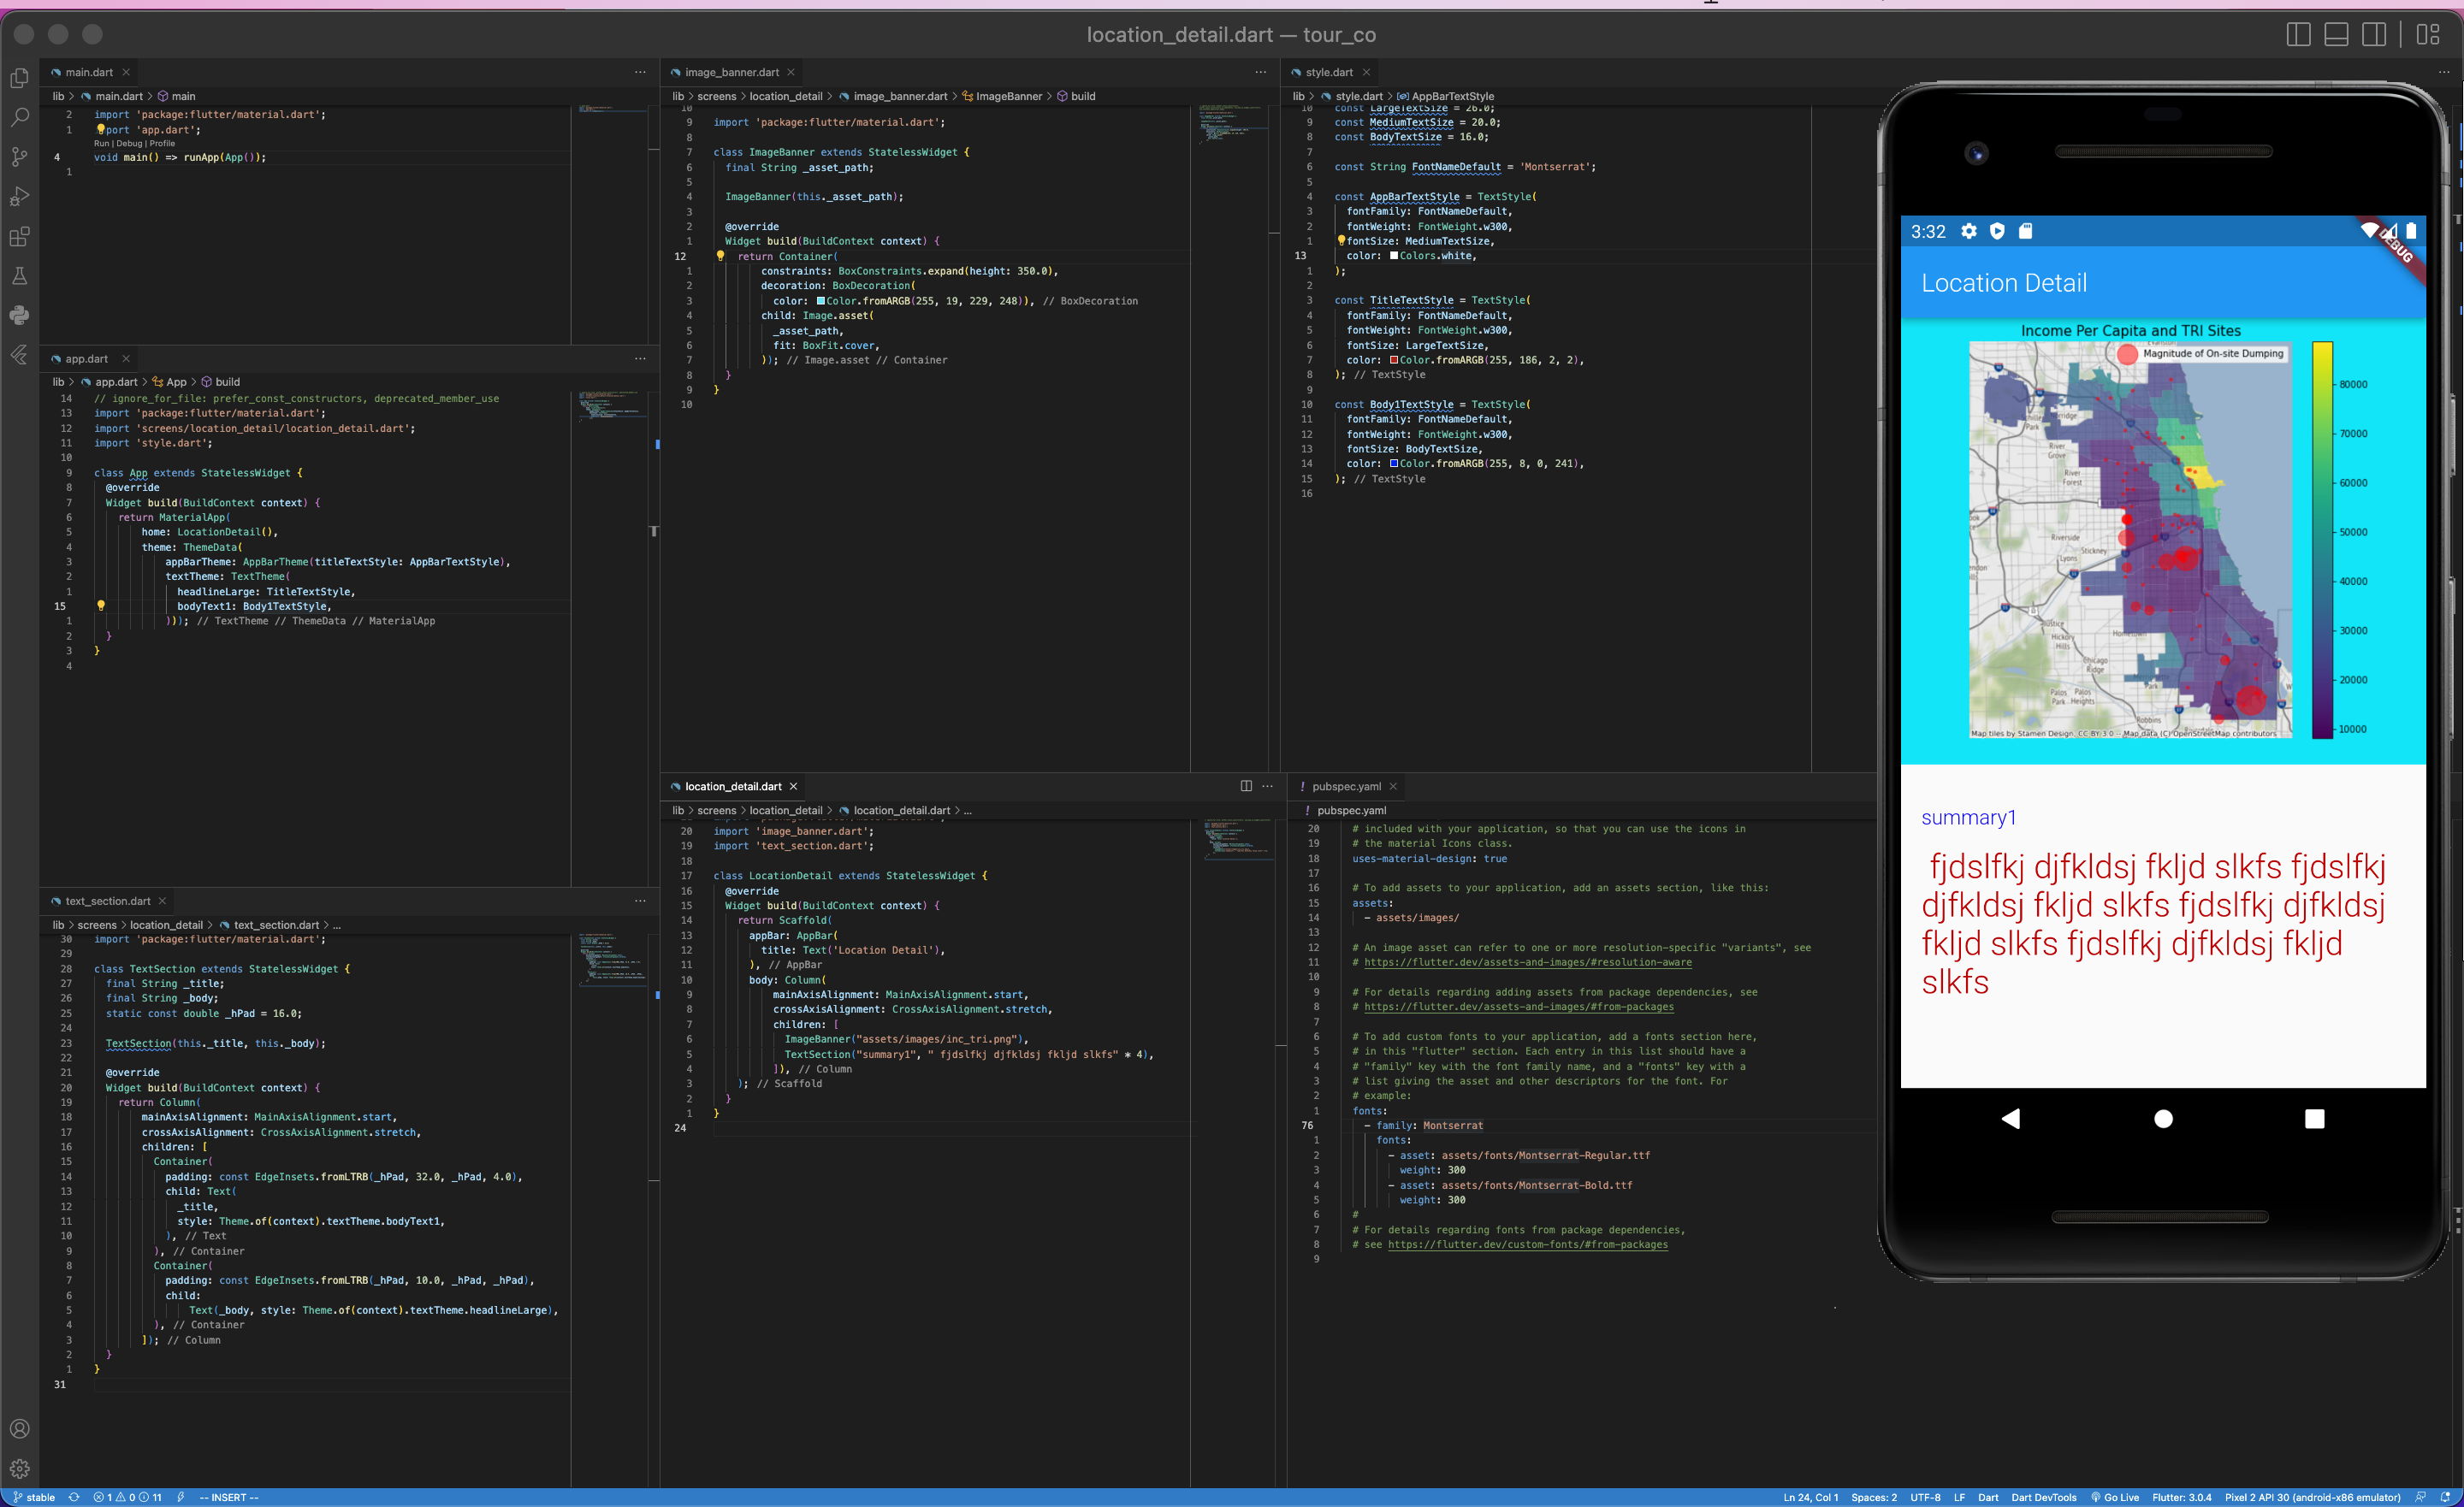 location_detail.dart — tour_co
main.dart
lib > main.dart > main
2 import 'package:flutter/material.dart';
1 port 'app.dart';
Run | Debug | Profile
4 void main() => runApp(App());
1
app.dart
lib > app.dart > App > build
14 // ignore_for_file: prefer_const_constructors, deprecated_member_use
13 import 'package:flutter/material.dart';
12 import 'screens/location_detail/location_detail.dart';
11 import 'style.dart';
10
9 class App extends StatelessWidget {
8 @override
7 Widget build(BuildContext context) {
6 return MaterialApp(
5 home: LocationDetail(),
4 theme: ThemeData(
3 appBarTheme: AppBarTheme(titleTextStyle: AppBarTextStyle),
2 textTheme: TextTheme(
1 headlineLarge: TitleTextStyle,
15 bodyText1: Body1TextStyle,
1 ))); // TextTheme // ThemeData // MaterialApp
2 }
3 }
4
text_section.dart
lib > screens > location_detail > text_section.dart > ...
30 import 'package:flutter/material.dart';
29
28 class TextSection extends StatelessWidget {
27 final String _title;
26 final String _body;
25 static const double _hPad = 16.0;
24
23 TextSection(this._title, this._body);
22
21 @override
20 Widget build(BuildContext context) {
19 return Column(
18 mainAxisAlignment: MainAxisAlignment.start,
17 crossAxisAlignment: CrossAxisAlignment.stretch,
16 children: [
15 Container(
14 padding: const EdgeInsets.fromLTRB(_hPad, 32.0, _hPad, 4.0),
13 child: Text(
12 _title,
11 style: Theme.of(context).textTheme.bodyText1,
10 ), // Text
9 ), // Container
8 Container(
7 padding: const EdgeInsets.fromLTRB(_hPad, 10.0, _hPad, _hPad),
6 child:
5 Text(_body, style: Theme.of(context).textTheme.headlineLarge),
4 ), // Container
3 ]); // Column
2 }
1 }
31
image_banner.dart
lib > screens > location_detail > image_banner.dart > ImageBanner > build
10
9 import 'package:flutter/material.dart';
8
7 class ImageBanner extends StatelessWidget {
6 final String _asset_path;
5
4 ImageBanner(this._asset_path);
3
2 @override
1 Widget build(BuildContext context) {
12 return Container(
1 constraints: BoxConstraints.expand(height: 350.0),
2 decoration: BoxDecoration(
3 color: Color.fromARGB(255, 19, 229, 248)), // BoxDecoration
4 child: Image.asset(
5 _asset_path,
6 fit: BoxFit.cover,
7 )); // Image.asset // Container
8 }
9 }
10
location_detail.dart
lib > screens > location_detail > location_detail.dart > ...
20 import 'image_banner.dart';
19 import 'text_section.dart';
18
17 class LocationDetail extends StatelessWidget {
16 @override
15 Widget build(BuildContext context) {
14 return Scaffold(
13 appBar: AppBar(
12 title: Text('Location Detail'),
11 ), // AppBar
10 body: Column(
9 mainAxisAlignment: MainAxisAlignment.start,
8 crossAxisAlignment: CrossAxisAlignment.stretch,
7 children: [
6 ImageBanner("assets/images/inc_tri.png"),
5 TextSection("summary1", " fjdslfkj djfkldsj fkljd slkfs" * 4),
4 ]), // Column
3 ); // Scaffold
2 }
1 }
24
style.dart
lib > style.dart > AppBarTextStyle
10 const LargeTextSize = 26.0;
9 const MediumTextSize = 20.0;
8 const BodyTextSize = 16.0;
7
6 const String FontNameDefault = 'Montserrat';
5
4 const AppBarTextStyle = TextStyle(
3 fontFamily: FontNameDefault,
2 fontWeight: FontWeight.w300,
1 fontSize: MediumTextSize,
13 color: Colors.white,
1 );
2
3 const TitleTextStyle = TextStyle(
4 fontFamily: FontNameDefault,
5 fontWeight: FontWeight.w300,
6 fontSize: LargeTextSize,
7 color: Color.fromARGB(255, 186, 2, 2),
8 ); // TextStyle
9
10 const Body1TextStyle = TextStyle(
11 fontFamily: FontNameDefault,
12 fontWeight: FontWeight.w300,
13 fontSize: BodyTextSize,
14 color: Color.fromARGB(255, 8, 0, 241),
15 ); // TextStyle
16
! pubspec.yaml
! pubspec.yaml
20 # included with your application, so that you can use the icons in
19 # the material Icons class.
18 uses-material-design: true
17
16 # To add assets to your application, add an assets section, like this:
15 assets:
14 - assets/images/
13
12 # An image asset can refer to one or more resolution-specific "variants", see
11 # https://flutter.dev/assets-and-images/#resolution-aware
10
9 # For details regarding adding assets from package dependencies, see
8 # https://flutter.dev/assets-and-images/#from-packages
7
6 # To add custom fonts to your application, add a fonts section here,
5 # in this "flutter" section. Each entry in this list should have a
4 # "family" key with the font family name, and a "fonts" key with a
3 # list giving the asset and other descriptors for the font. For
2 # example:
1 fonts:
76 - family: Montserrat
1 fonts:
2 - asset: assets/fonts/Montserrat-Regular.ttf
3 weight: 300
4 - asset: assets/fonts/Montserrat-Bold.ttf
5 weight: 300
6 #
7 # For details regarding fonts from package dependencies,
8 # see https://flutter.dev/custom-fonts/#from-packages
9
3:32
DEBUG
Location Detail
Income Per Capita and TRI Sites
Magnitude of On-site Dumping
80000
70000
60000
50000
40000
30000
20000
10000
River Grove
River Forest
Riverside
Stickney
Lyons
Justice
Hickory Hills
Hometown
Chicago Ridge
Palos Park
Palos Heights
Robbins
Map tiles by Stamen Design, CC BY 3.0 -- Map data (C) OpenStreetMap contributors
summary1
fjdslfkj djfkldsj fkljd slkfs fjdslfkj
djfkldsj fkljd slkfs fjdslfkj djfkldsj
fkljd slkfs fjdslfkj djfkldsj fkljd
slkfs
stable 1 0 11 -- INSERT -- Ln 24, Col 1 Spaces: 2 UTF-8 LF Dart Dart DevTools Go Live Flutter: 3.0.4 Pixel 2 API 30 (android-x86 emulator)